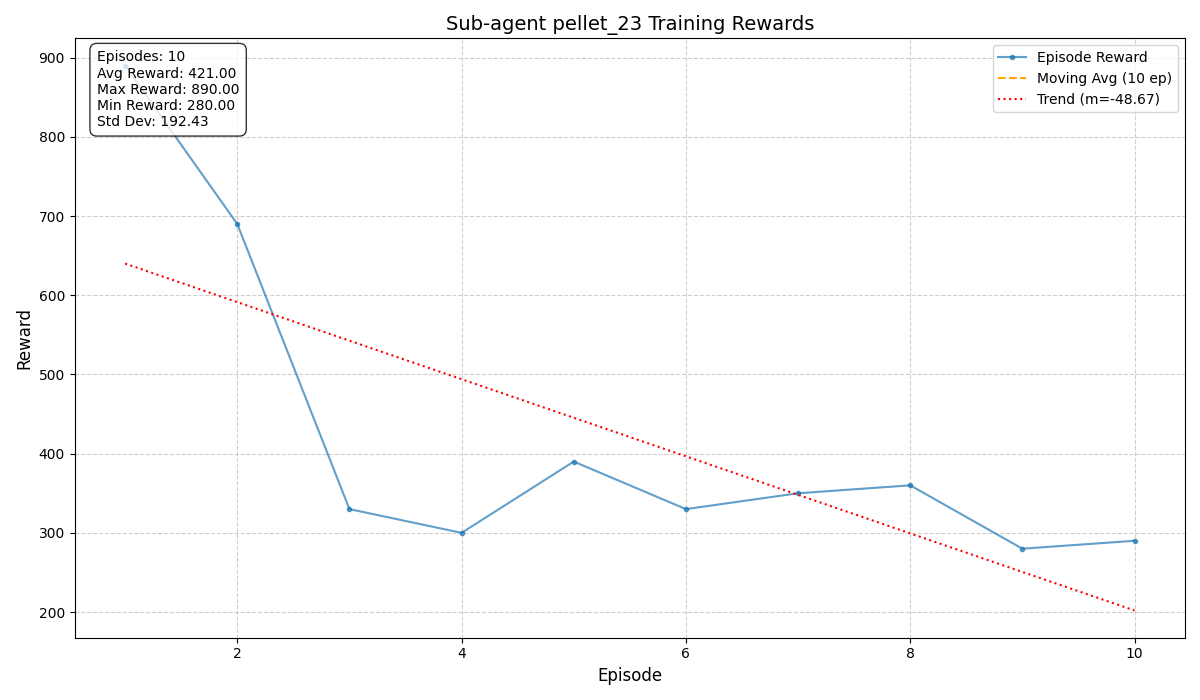 Sub-agent pellet_23 Training Rewards
Episodes: 10
Avg Reward: 421.00
Max Reward: 890.00
Min Reward: 280.00
Std Dev: 192.43
Episode Reward
Moving Avg (10 ep)
Trend (m=-48.67)
900
800
700
600
500
400
300
200
Reward
2
4
6
8
10
Episode